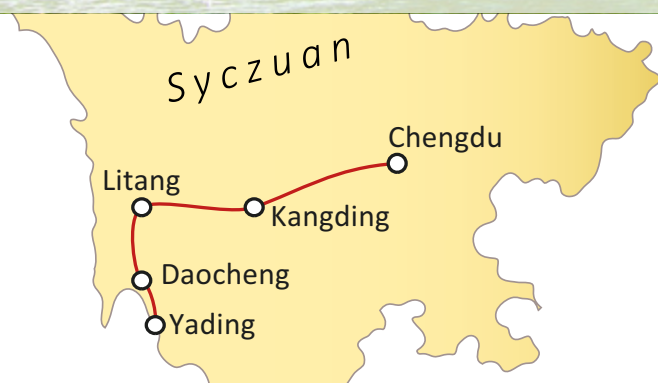 Syczuan
Chengdu
Litang
Kangding
Daocheng
Yading